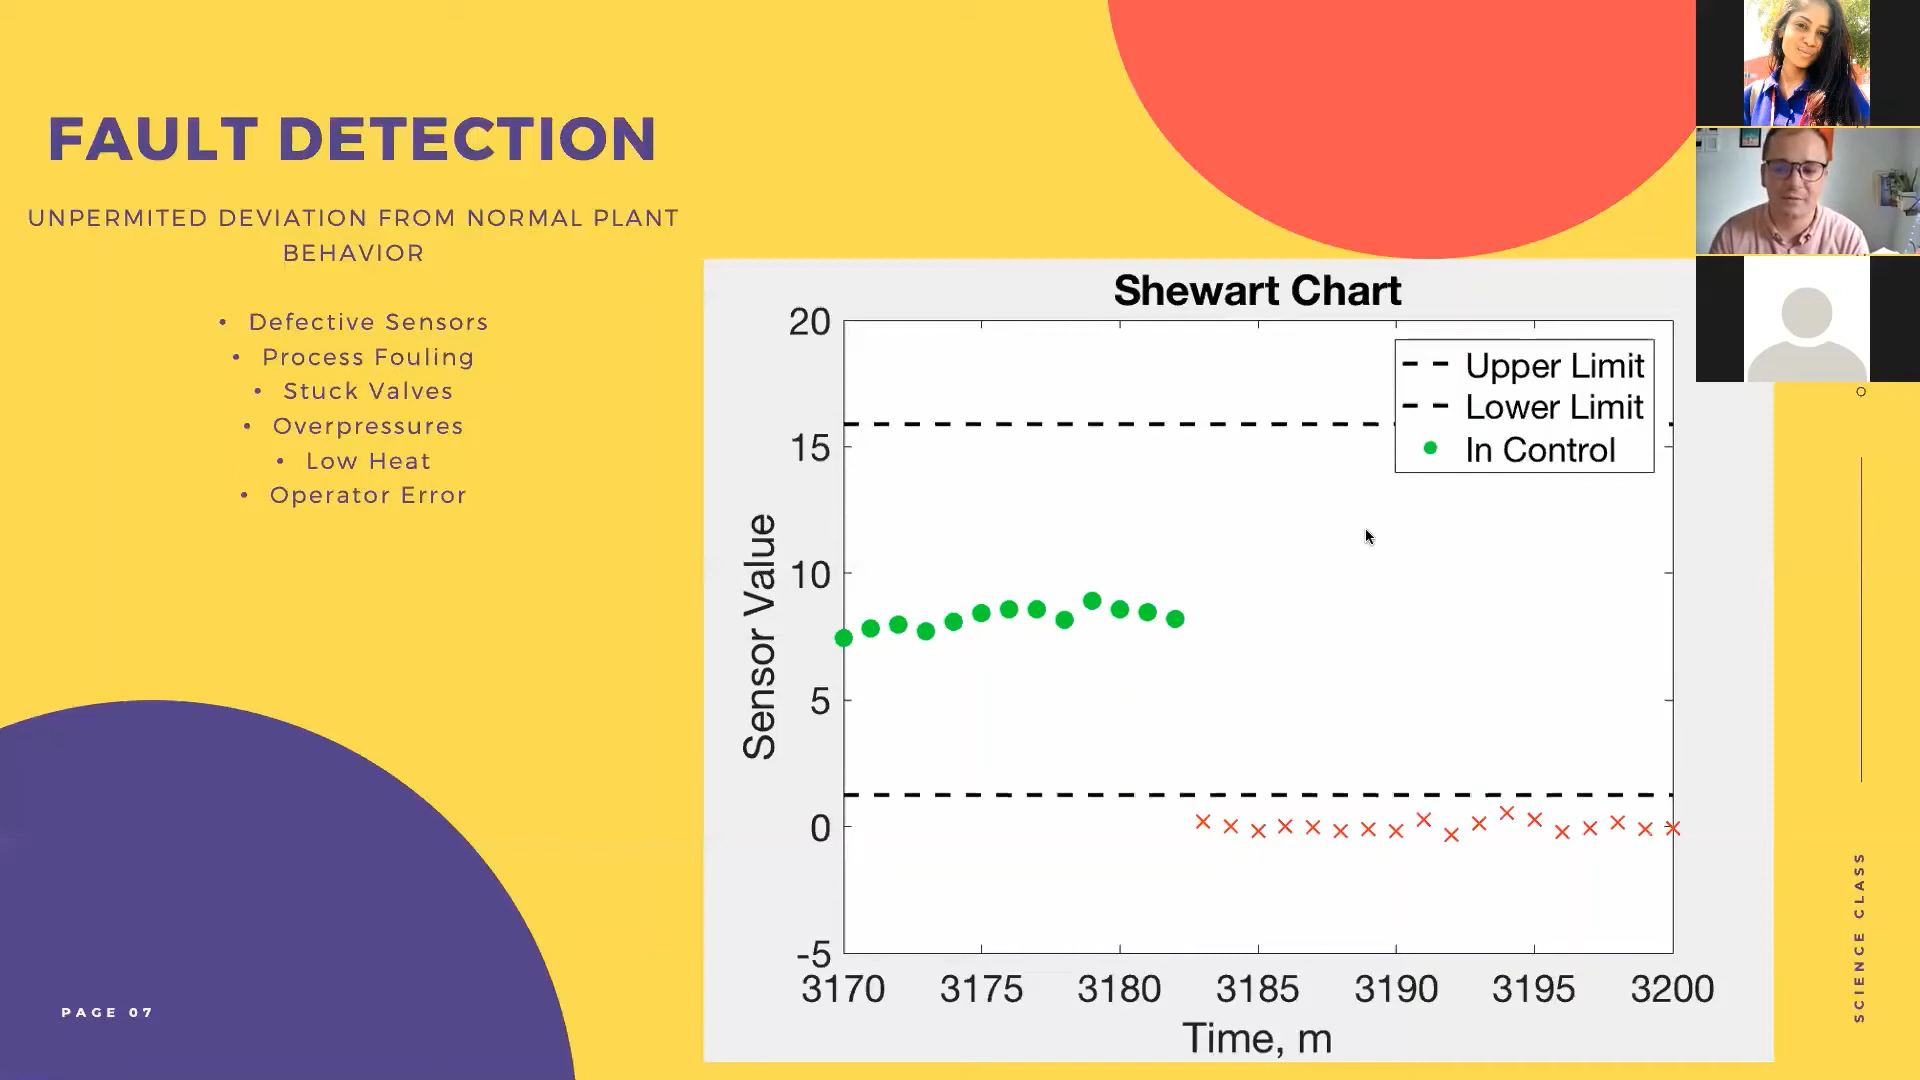 FAULT DETECTION
UNPERMITED DEVIATION FROM NORMAL PLANT
BEHAVIOR
• Defective Sensors
• Process Fouling
• Stuck Valves
• Overpressures
• Low Heat
• Operator Error
PAGE 07
Shewart Chart
Upper Limit
Lower Limit
In Control
Sensor Value
20
15
10
5
0
-5
3170 3175 3180 3185 3190 3195 3200
Time, m
SCIENCE CLASS